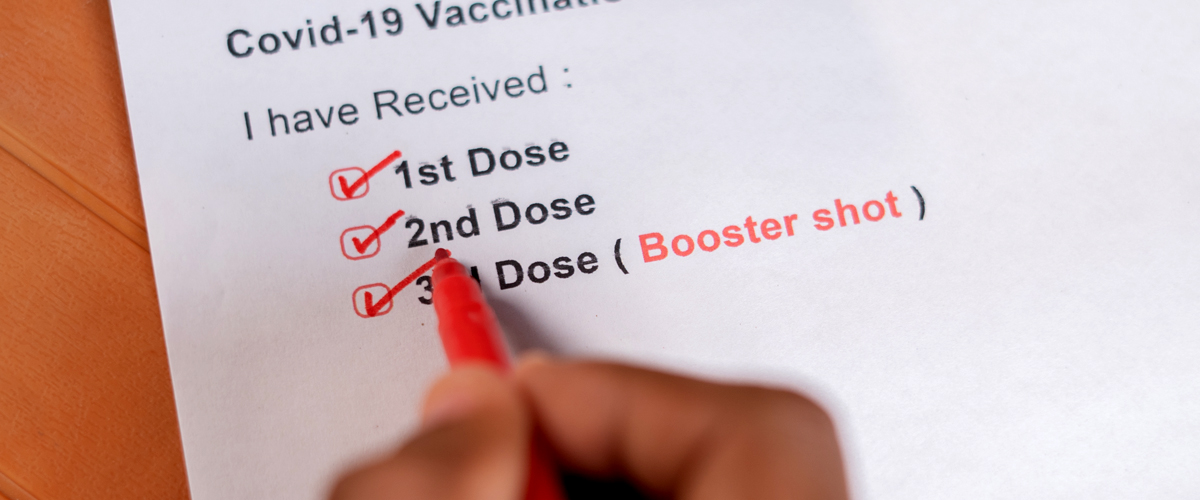 Covid-19
I have Received :
1st Dose
2nd Dose
Dose ( Booster shot )